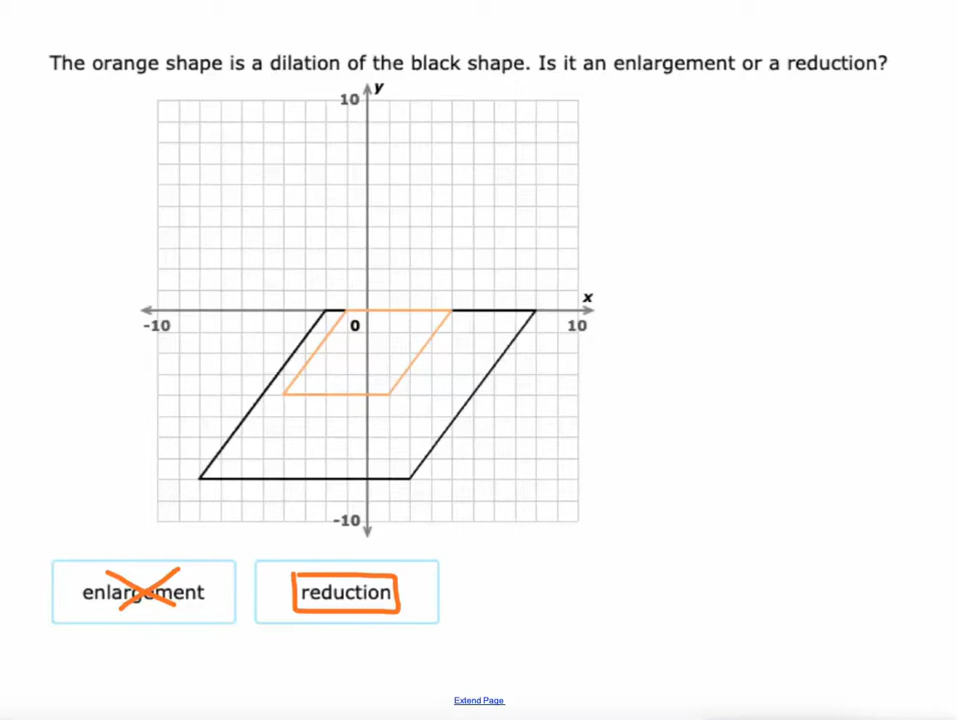 The orange shape is a dilation of the black shape. Is it an enlargement or a reduction?
10 y
x
-10 0 10
-10
enlargement reduction
Extend Page